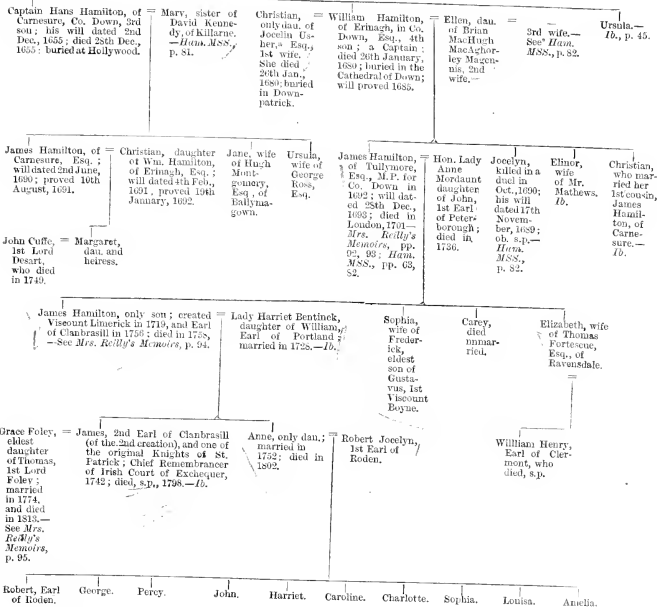 Captain Hans Hamilton, of
Carnesure, Co. Down, 3rd
son; his will dated 2nd
Dec., 1655; died 28th Dec.,
1655; buried at Hollywood.
= Mary, sister of
David Kenne-
dy, of Killarne.
—Ham. MSS.,
p. 81.
Christian,
only dau. of
Jocelin Us-
her, Esq.,
1st wife.
She died
26th Jan.,
1680; buried
in Down-
patrick.
= William Hamilton,
of Erinagh, in Co.
Down, Esq., 4th
son; a Captain;
died 26th January,
1680; buried in the
Cathedral of Down;
will proved 1685.
= Ellen, dau.
of Brian
MacHugh
MacAghor-
ley Magen-
nis, 2nd
wife.—
=
3rd wife.—
See Ham.
MSS., p. 82.
Ursula.—
Ib., p. 45.
James Hamilton, of
Carnesure, Esq.;
will dated 2nd June,
1690; proved 16th
August, 1691.
= Christian, daughter
of Wm. Hamilton,
of Erinagh, Esq.;
will dated 4th Feb.,
1691, proved 19th
January, 1692.
Jane, wife
of Hugh
Mont-
gomery,
Esq., of
Ballyma-
gown.
Ursula,
wife of
George
Ross,
Esq.
James Hamilton,
of Tullymore,
Esq., M.P. for
Co. Down in
1692; will dat-
ed 28th Dec.,
1693; died in
London, 1701—
Mrs. Reilly's
Memoirs, pp.
92, 93; Ham.
MSS., pp. 63,
82.
= Hon. Lady
Anne
Mordaunt
daughter
of John,
1st Earl
of Peter-
borough;
died in
1736.
Jocelyn,
killed in a
duel in
Oct., 1690;
his will
dated 17th
Novem-
ber, 1689;
ob. s.p.—
Ham.
MSS.,
p. 82.
Elinor,
wife
of Mr.
Mathews.
Ib.
Christian,
who mar-
ried her
1st cousin,
James
Hamil-
ton, of
Carne-
sure.—
Ib.
John Cuffe,
1st Lord
Desart,
who died
in 1749.
= Margaret,
dau. and
heiress.
James Hamilton, only son; created
Viscount Limerick in 1719, and Earl
of Clanbrasill in 1756; died in 1758,
—See Mrs. Reilly's Memoirs, p. 94.
= Lady Harriet Bentinck,
daughter of William,
Earl of Portland
married in 1728.—Ib.
Sophia,
wife of
Freder-
ick,
eldest
son of
Gusta-
vus, 1st
Viscount
Boyne.
Carey,
died
unmar-
ried.
Elizabeth, wife
of Thomas
Fortescue,
Esq., of
Ravensdale.
Grace Foley,
eldest
daughter
of Thomas,
1st Lord
Foley;
married
in 1774,
and died
in 1813.—
See Mrs.
Reilly's
Memoirs,
p. 95.
= James, 2nd Earl of Clanbrasill
(of the 2nd creation), and one of
the original Knights of St.
Patrick; Chief Remembrancer
of Irish Court of Exchequer,
1742; died, s.p., 1798.—Ib.
Anne, only dau.;
married in
1752; died in
1802.
= Robert Jocelyn,
1st Earl of
Roden.
Willliam Henry,
Earl of Cler-
mont, who
died, s.p.
Robert, Earl
of Roden.
George.
Percy.
John.
Harriet.
Caroline.
Charlotte.
Sophia.
Louisa.
Amelia.